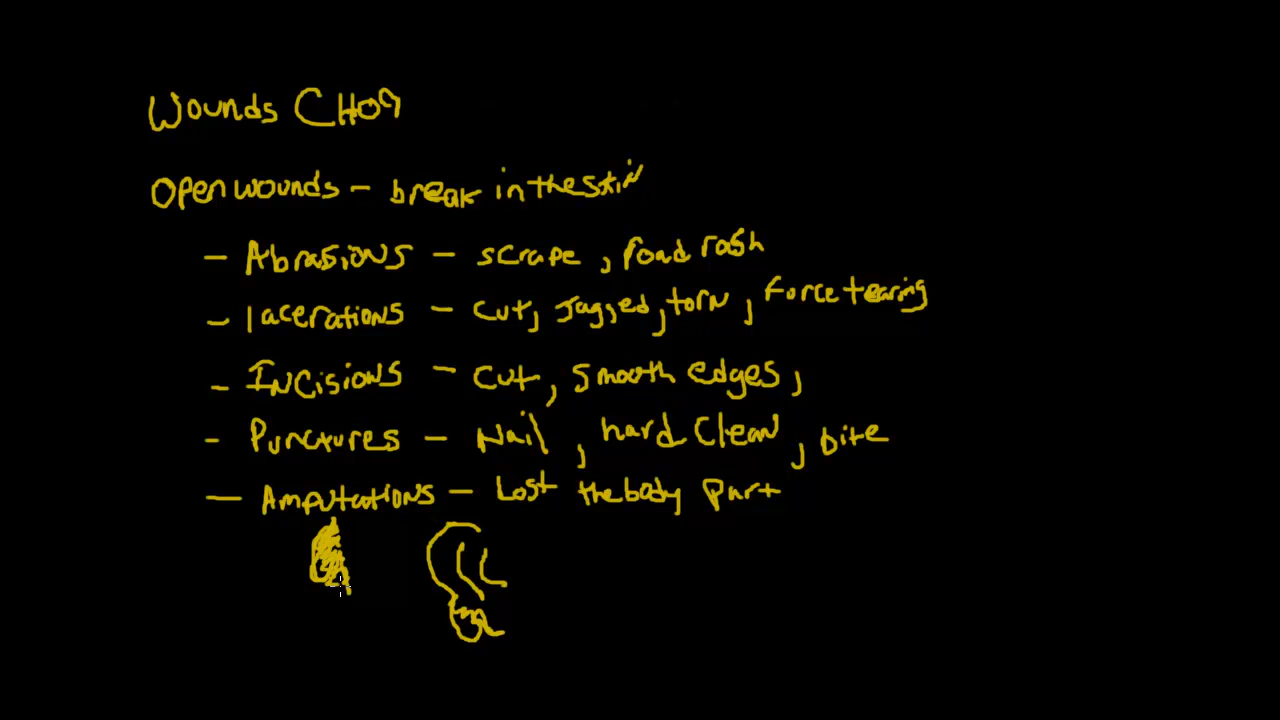 Wounds CH09
Open wounds - break in the skin
- Abrasions - scrape, road rash
- lacerations - cut, Jagged, torn, force tearing
- Incisions - cut, smooth edges,
- Punctures - Nail, hard clean, bite
- Amputations - Lost the body part